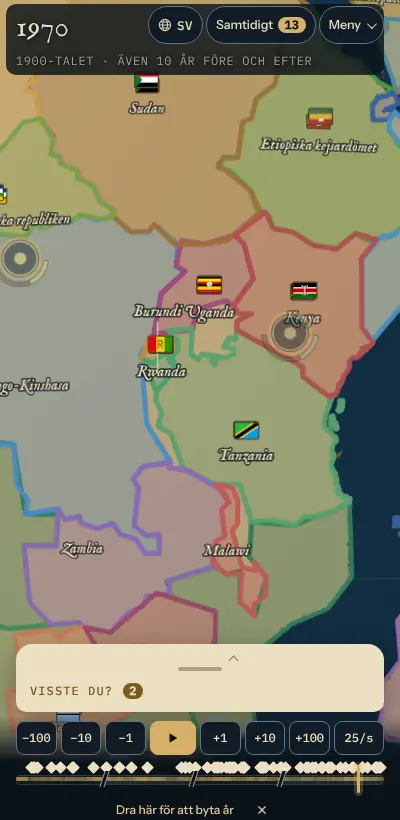 1970
SV
Samtidigt 13
Meny
1900-TALET · ÄVEN 10 ÅR FÖRE OCH EFTER
Sudan
Etiopiska kejsardömet
ka republiken
Burundi Uganda
Kenya
R
Rwanda
go-Kinshasa
Tanzania
Zambia
Malawi
VISSTE DU? 2
−100 −10 −1 +1 +10 +100 25/s
Dra här för att byta år ×